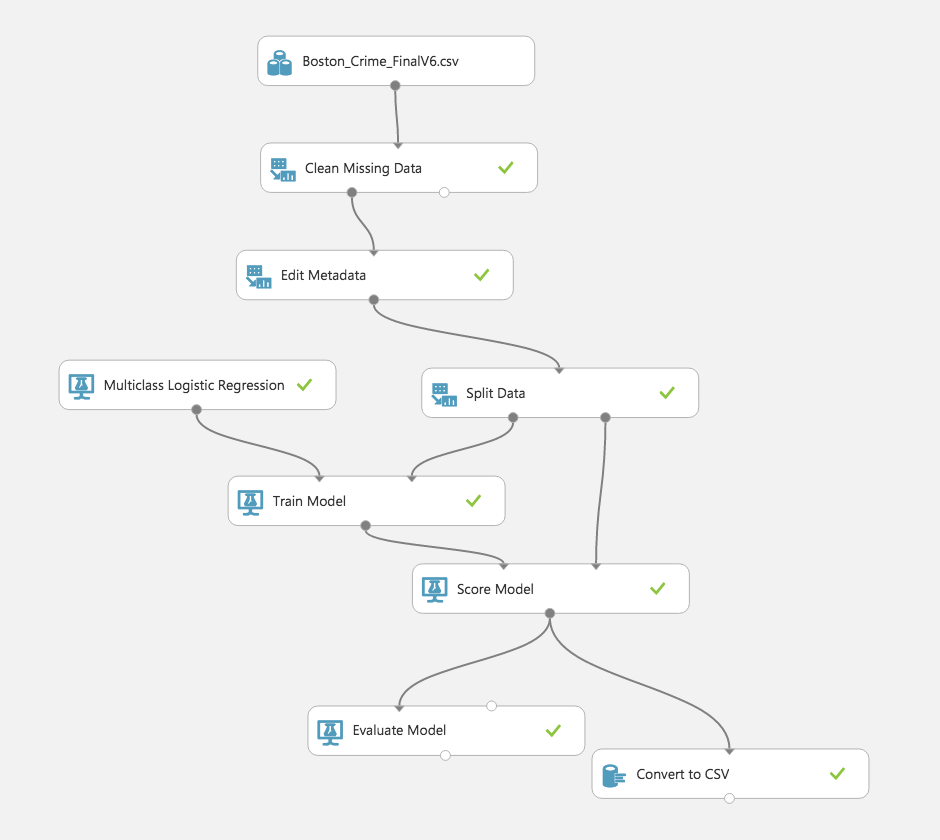 Boston_Crime_FinalV6.csv
Clean Missing Data
Edit Metadata
Multiclass Logistic Regression
Split Data
Train Model
Score Model
Evaluate Model
Convert to CSV